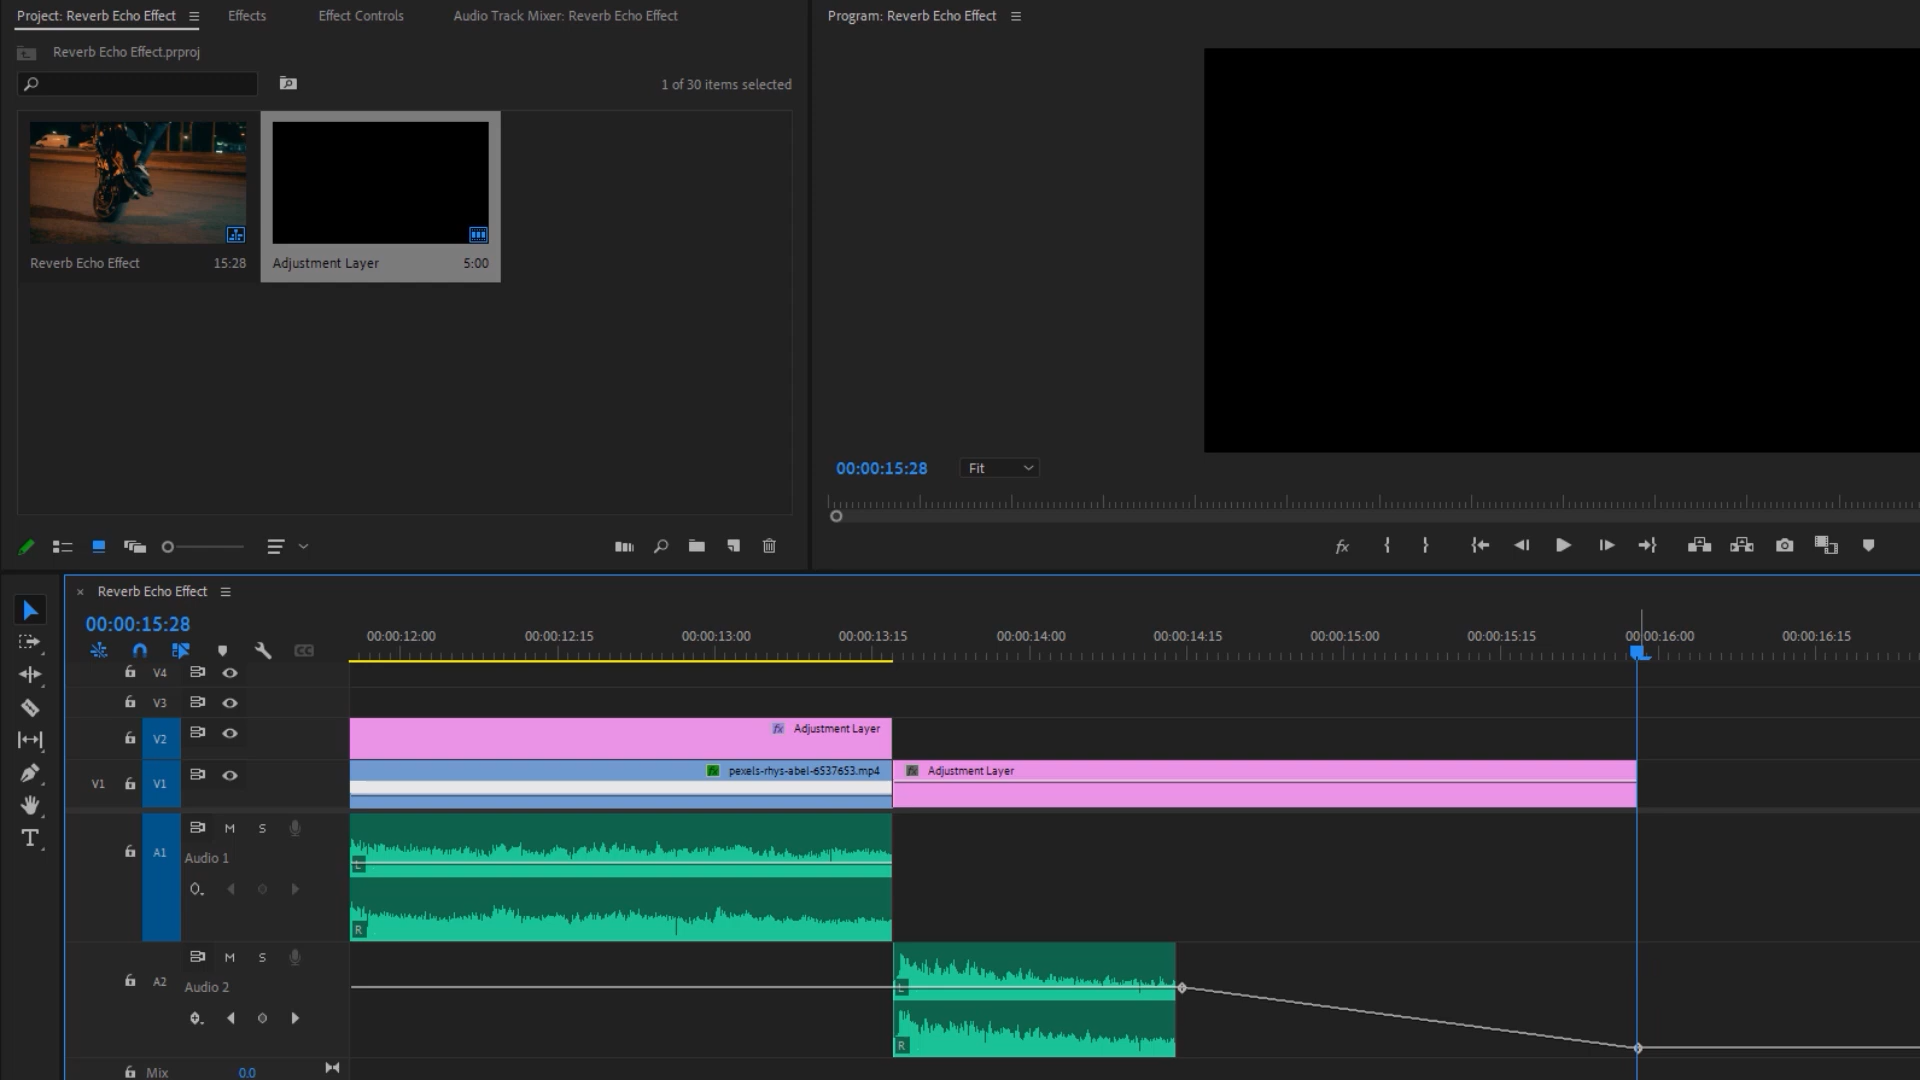 Project: Reverb Echo Effect
Effects
Effect Controls
Audio Track Mixer: Reverb Echo Effect
Program: Reverb Echo Effect
Reverb Echo Effect.prproj
1 of 30 items selected
Reverb Echo Effect 15:28
Adjustment Layer 5:00
00:00:15:28
Fit
fx
Reverb Echo Effect
00:00:15:28
00:00:12:00 00:00:12:15 00:00:13:00 00:00:13:15 00:00:14:00 00:00:14:15 00:00:15:00 00:00:15:15 00:00:16:00 00:00:16:15
CC
V4
V3
V2
fx Adjustment Layer
V1 V1
fx pexels-rhys-abel-6537653.mp4
fx Adjustment Layer
M S
A1
Audio 1
L
R
T
M S
A2
Audio 2
L
R
Mix 0.0